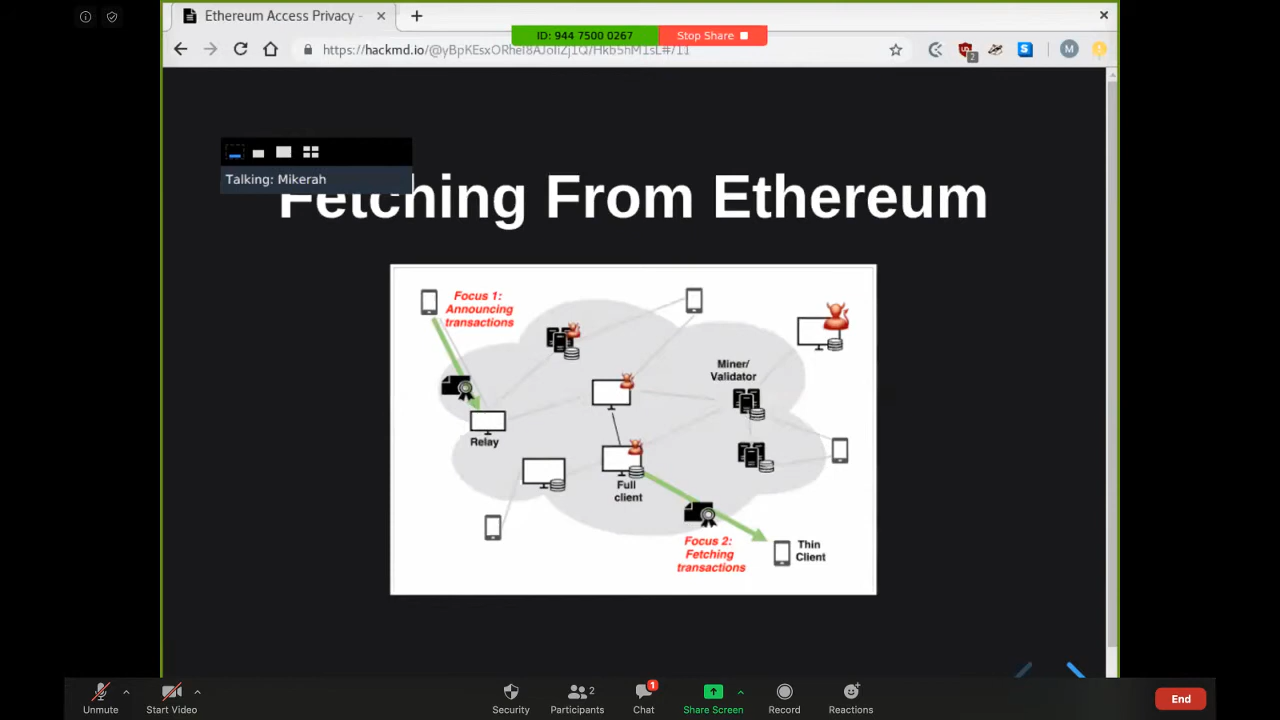 Ethereum Access Privacy -
ID: 944 7500 0267
Stop Share
2
M
Talking: Mikerah
Fetching From Ethereum
Focus 1:
Announcing
transactions
Miner/
Validator
Relay
Full
client
Focus 2:
Fetching
transactions
Thin
Client
Unmute
Start Video
Security
2
Participants
1
Chat
Share Screen
Record
Reactions
End